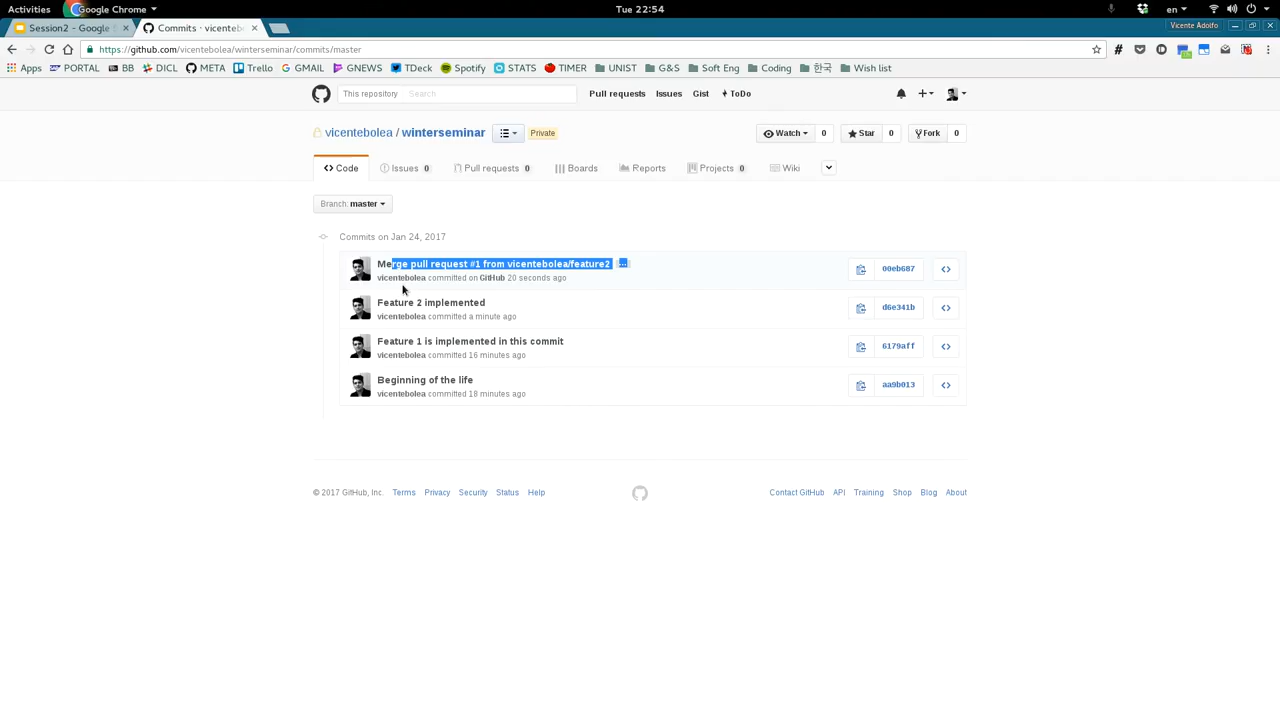 Activities Google Chrome Tue 22:54 en
Session2 - Google Commits · vicentebo Vicente Adolfo
https://github.com/vicentebolea/winterseminar/commits/master
Apps PORTAL BB DICL META Trello GMAIL GNEWS TDeck Spotify STATS TIMER UNIST G&S Soft Eng Coding 한국 Wish list
This repository Search Pull requests Issues Gist ToDo
vicentebolea / winterseminar Private Watch 0 Star 0 Fork 0
Code Issues 0 Pull requests 0 Boards Reports Projects 0 Wiki
Branch: master
Commits on Jan 24, 2017
Merge pull request #1 from vicentebolea/feature2 … 00eb687
vicentebolea committed on GitHub 20 seconds ago
Feature 2 implemented d6e341b
vicentebolea committed a minute ago
Feature 1 is implemented in this commit 6179aff
vicentebolea committed 16 minutes ago
Beginning of the life aa9b013
vicentebolea committed 18 minutes ago
© 2017 GitHub, Inc. Terms Privacy Security Status Help Contact GitHub API Training Shop Blog About